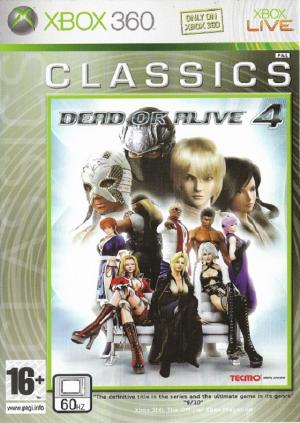 XBOX 360
ONLY ON
XBOX 360
XBOX
LIVE
PAL
CLASSICS
DEAD OR ALIVE 4
TECMO
16+
www.pegi.info
60HZ
"The definitive title in the series and the ultimate game in its genre"
"9/10"
Xbox 360, The Official Xbox Magazine